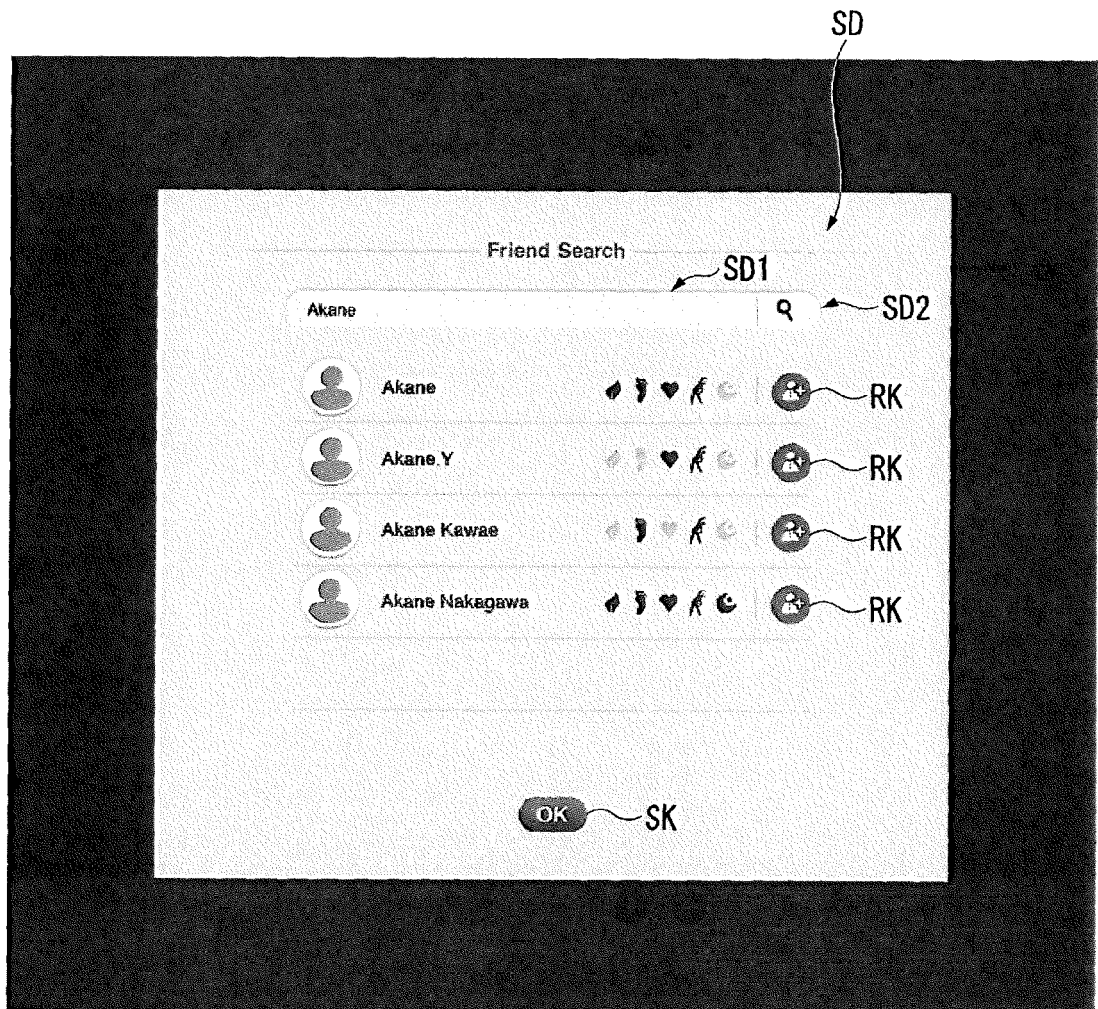 SD
Friend Search
SD1
Akane
SD2
Akane
RK
Akane.Y
RK
Akane Kawae
RK
Akane Nakagawa
RK
OK
SK